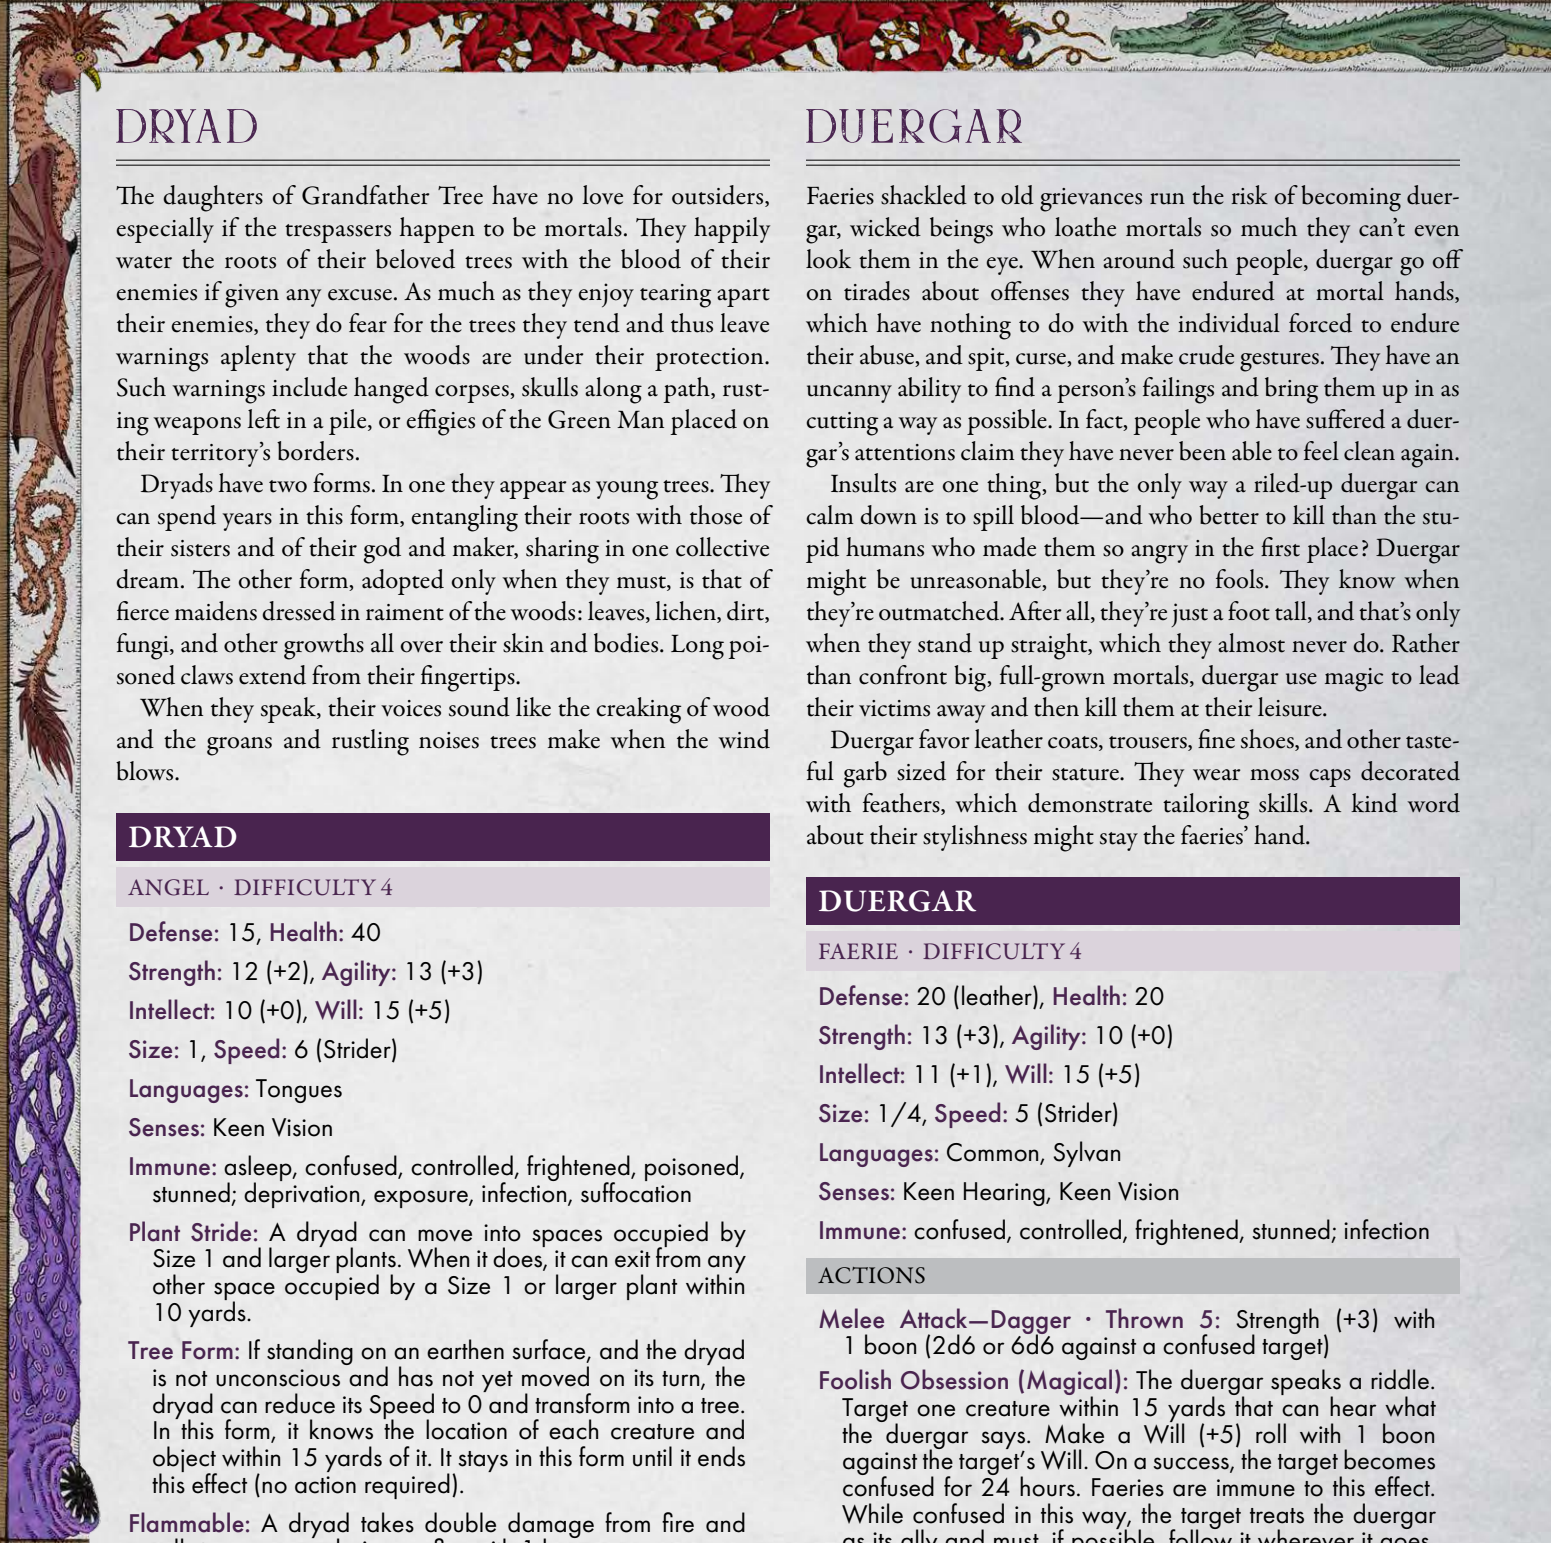 DRYAD
The daughters of Grandfather Tree have no love for outsiders,
especially if the trespassers happen to be mortals. They happily
water the roots of their beloved trees with the blood of their
enemies if given any excuse. As much as they enjoy tearing apart
their enemies, they do fear for the trees they tend and thus leave
warnings aplenty that the woods are under their protection.
Such warnings include hanged corpses, skulls along a path, rust-
ing weapons left in a pile, or effigies of the Green Man placed on
their territory's borders.
Dryads have two forms. In one they appear as young trees. They
can spend years in this form, entangling their roots with those of
their sisters and of their god and maker, sharing in one collective
dream. The other form, adopted only when they must, is that of
fierce maidens dressed in raiment of the woods: leaves, lichen, dirt,
fungi, and other growths all over their skin and bodies. Long poi-
soned claws extend from their fingertips.
When they speak, their voices sound like the creaking of wood
and the groans and rustling noises trees make when the wind
blows.
DRYAD
ANGEL · DIFFICULTY 4
Defense: 15, Health: 40
Strength: 12 (+2), Agility: 13 (+3)
Intellect: 10 (+0), Will: 15 (+5)
Size: 1, Speed: 6 (Strider)
Languages: Tongues
Senses: Keen Vision
Immune: asleep, confused, controlled, frightened, poisoned,
stunned; deprivation, exposure, infection, suffocation
Plant Stride: A dryad can move into spaces occupied by
Size 1 and larger plants. When it does, it can exit from any
other space occupied by a Size 1 or larger plant within
10 yards.
Tree Form: If standing on an earthen surface, and the dryad
is not unconscious and has not yet moved on its turn, the
dryad can reduce its Speed to 0 and transform into a tree.
In this form, it knows the location of each creature and
object within 15 yards of it. It stays in this form until it ends
this effect (no action required).
Flammable: A dryad takes double damage from fire and
DUERGAR
Faeries shackled to old grievances run the risk of becoming duer-
gar, wicked beings who loathe mortals so much they can't even
look them in the eye. When around such people, duergar go off
on tirades about offenses they have endured at mortal hands,
which have nothing to do with the individual forced to endure
their abuse, and spit, curse, and make crude gestures. They have an
uncanny ability to find a person's failings and bring them up in as
cutting a way as possible. In fact, people who have suffered a duer-
gar's attentions claim they have never been able to feel clean again.
Insults are one thing, but the only way a riled-up duergar can
calm down is to spill blood—and who better to kill than the stu-
pid humans who made them so angry in the first place? Duergar
might be unreasonable, but they're no fools. They know when
they're outmatched. After all, they're just a foot tall, and that's only
when they stand up straight, which they almost never do. Rather
than confront big, full-grown mortals, duergar use magic to lead
their victims away and then kill them at their leisure.
Duergar favor leather coats, trousers, fine shoes, and other taste-
ful garb sized for their stature. They wear moss caps decorated
with feathers, which demonstrate tailoring skills. A kind word
about their stylishness might stay the faeries' hand.
DUERGAR
FAERIE · DIFFICULTY 4
Defense: 20 (leather), Health: 20
Strength: 13 (+3), Agility: 10 (+0)
Intellect: 11 (+1), Will: 15 (+5)
Size: 1/4, Speed: 5 (Strider)
Languages: Common, Sylvan
Senses: Keen Hearing, Keen Vision
Immune: confused, controlled, frightened, stunned; infection
ACTIONS
Melee Attack—Dagger · Thrown 5: Strength (+3) with
1 boon (2d6 or 6d6 against a confused target)
Foolish Obsession (Magical): The duergar speaks a riddle.
Target one creature within 15 yards that can hear what
the duergar says. Make a Will (+5) roll with 1 boon
against the target's Will. On a success, the target becomes
confused for 24 hours. Faeries are immune to this effect.
While confused in this way, the target treats the duergar
as its ally and must, if possible, follow it wherever it goes.